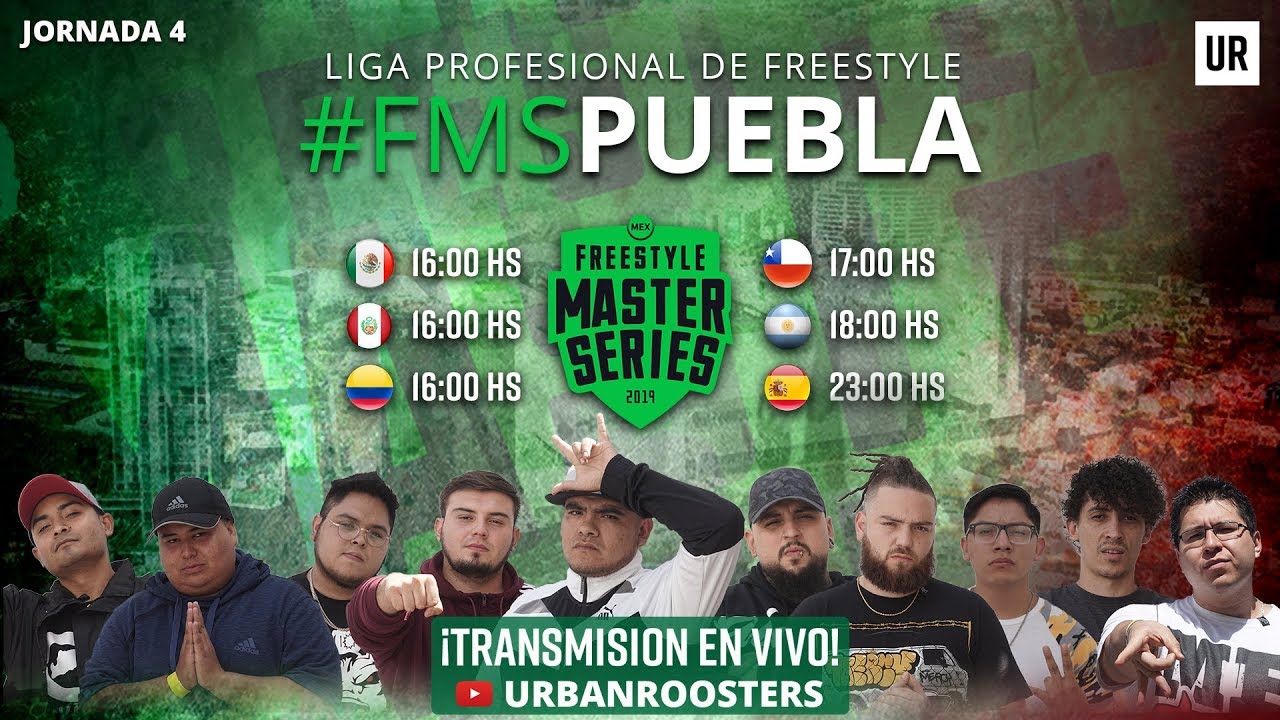 JORNADA 4
UR
LIGA PROFESIONAL DE FREESTYLE
#FMSPUEBLA
MEX
FREESTYLE
MASTER
SERIES
2019
16:00 HS
16:00 HS
16:00 HS
17:00 HS
18:00 HS
23:00 HS
adidas
¡TRANSMISION EN VIVO!
URBANROOSTERS